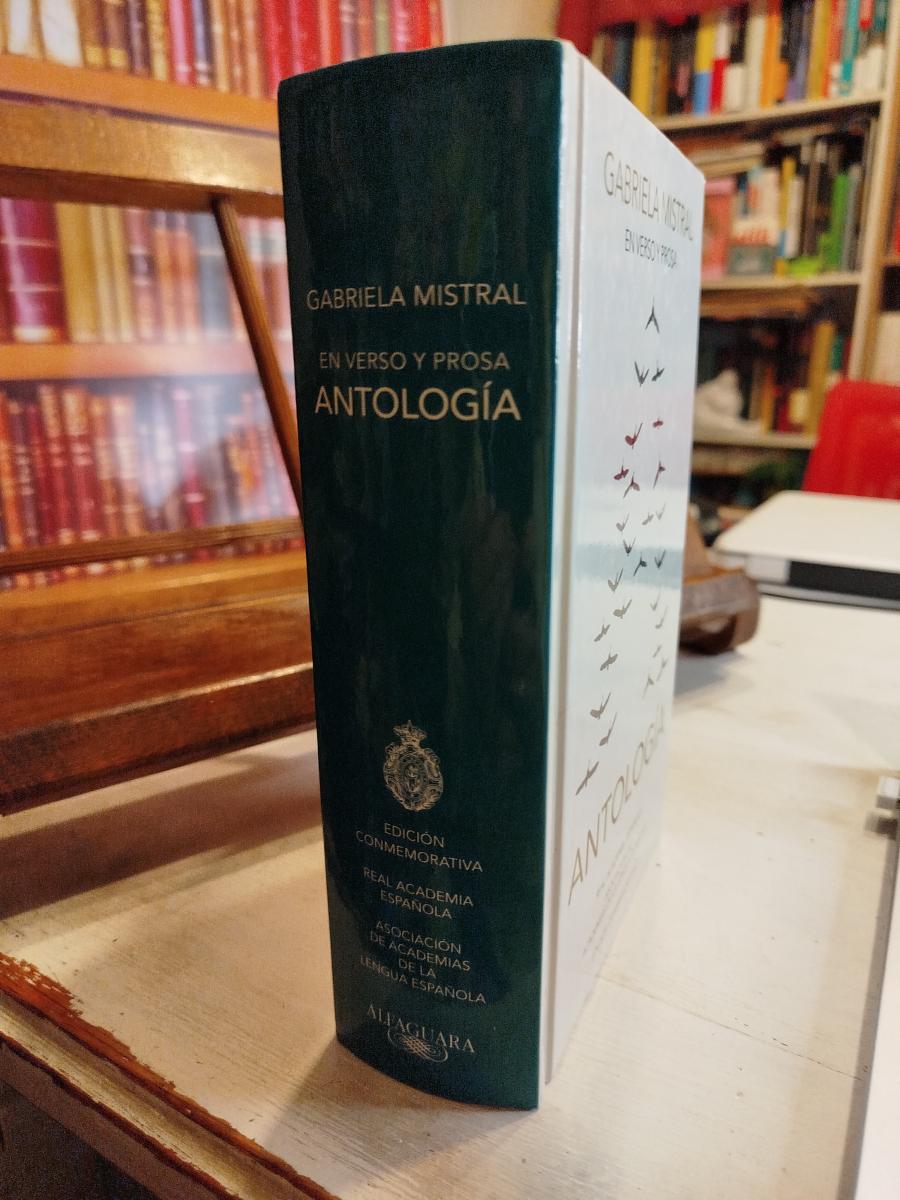 GABRIELA MISTRAL
EN VERSO Y PROSA
ANTOLOGÍA
EDICIÓN
CONMEMORATIVA
REAL ACADEMIA
ESPAÑOLA
ASOCIACIÓN
DE ACADEMIAS
DE LA
LENGUA ESPAÑOLA
ALFAGUARA
GABRIELA MISTRAL
EN VERSO Y PROSA
ANTOLOGÍA